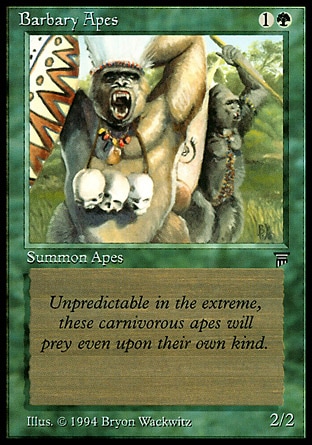 Barbary Apes 1
Summon Apes
Unpredictable in the extreme,
these carnivorous apes will
prey even upon their own kind.
2/2
Illus. © 1994 Bryon Wackwitz